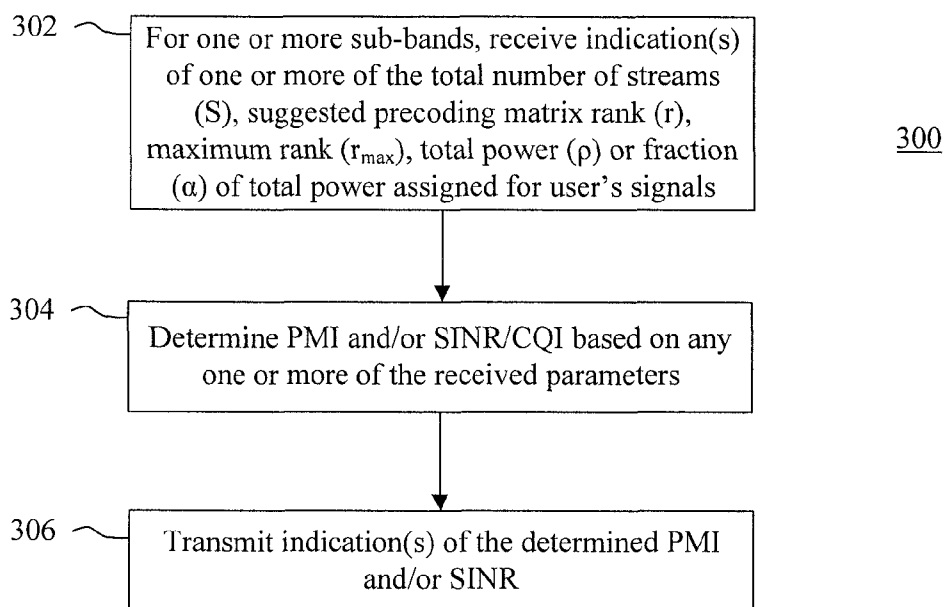 302
For one or more sub-bands, receive indication(s)
of one or more of the total number of streams
(S), suggested precoding matrix rank (r),
maximum rank (rmax), total power (ρ) or fraction
(α) of total power assigned for user's signals
300
304
Determine PMI and/or SINR/CQI based on any
one or more of the received parameters
306
Transmit indication(s) of the determined PMI
and/or SINR